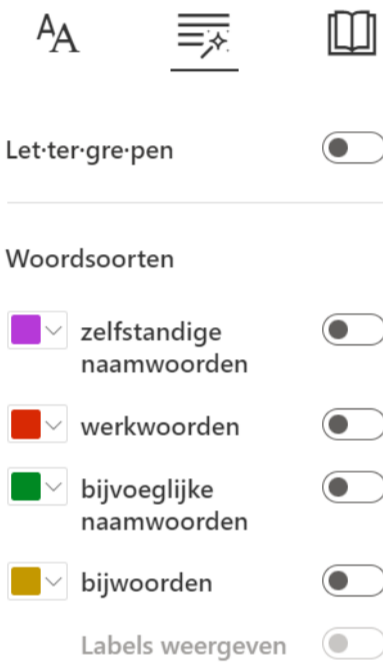 AA
Let·ter·gre·pen
Woordsoorten
zelfstandige
naamwoorden
werkwoorden
bijvoeglijke
naamwoorden
bijwoorden
Labels weergeven